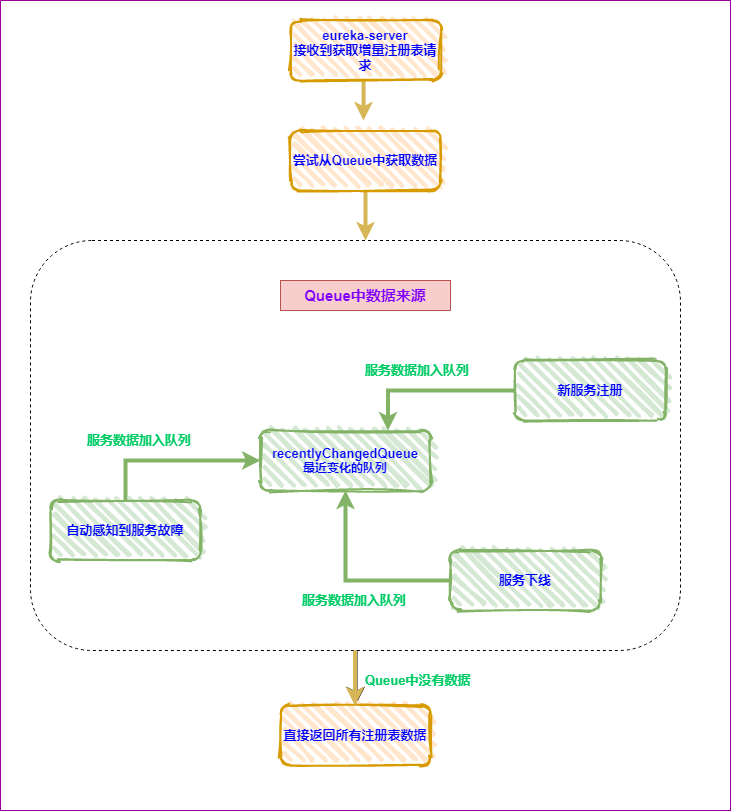 eureka-server
接收到获取增量注册表请
求
尝试从Queue中获取数据
Queue中数据来源
服务数据加入队列
新服务注册
服务数据加入队列
recentlyChangedQueue
最近变化的队列
自动感知到服务故障
服务下线
服务数据加入队列
Queue中没有数据
直接返回所有注册表数据